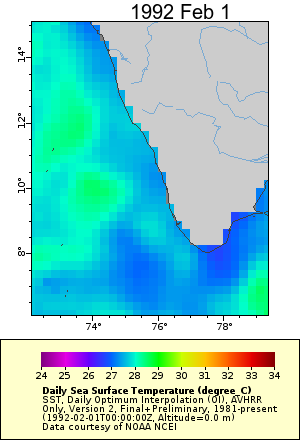 1992 Feb 1
14°
12°
10°
8°
74°
76°
78°
24 25 26 27 28 29 30 31 32 33 34
Daily Sea Surface Temperature (degree_C)
SST, Daily Optimum Interpolation (OI), AVHRR
Only, Version 2, Final+Preliminary, 1981-present
(1992-02-01T00:00:00Z, Altitude=0.0 m)
Data courtesy of NOAA NCEI